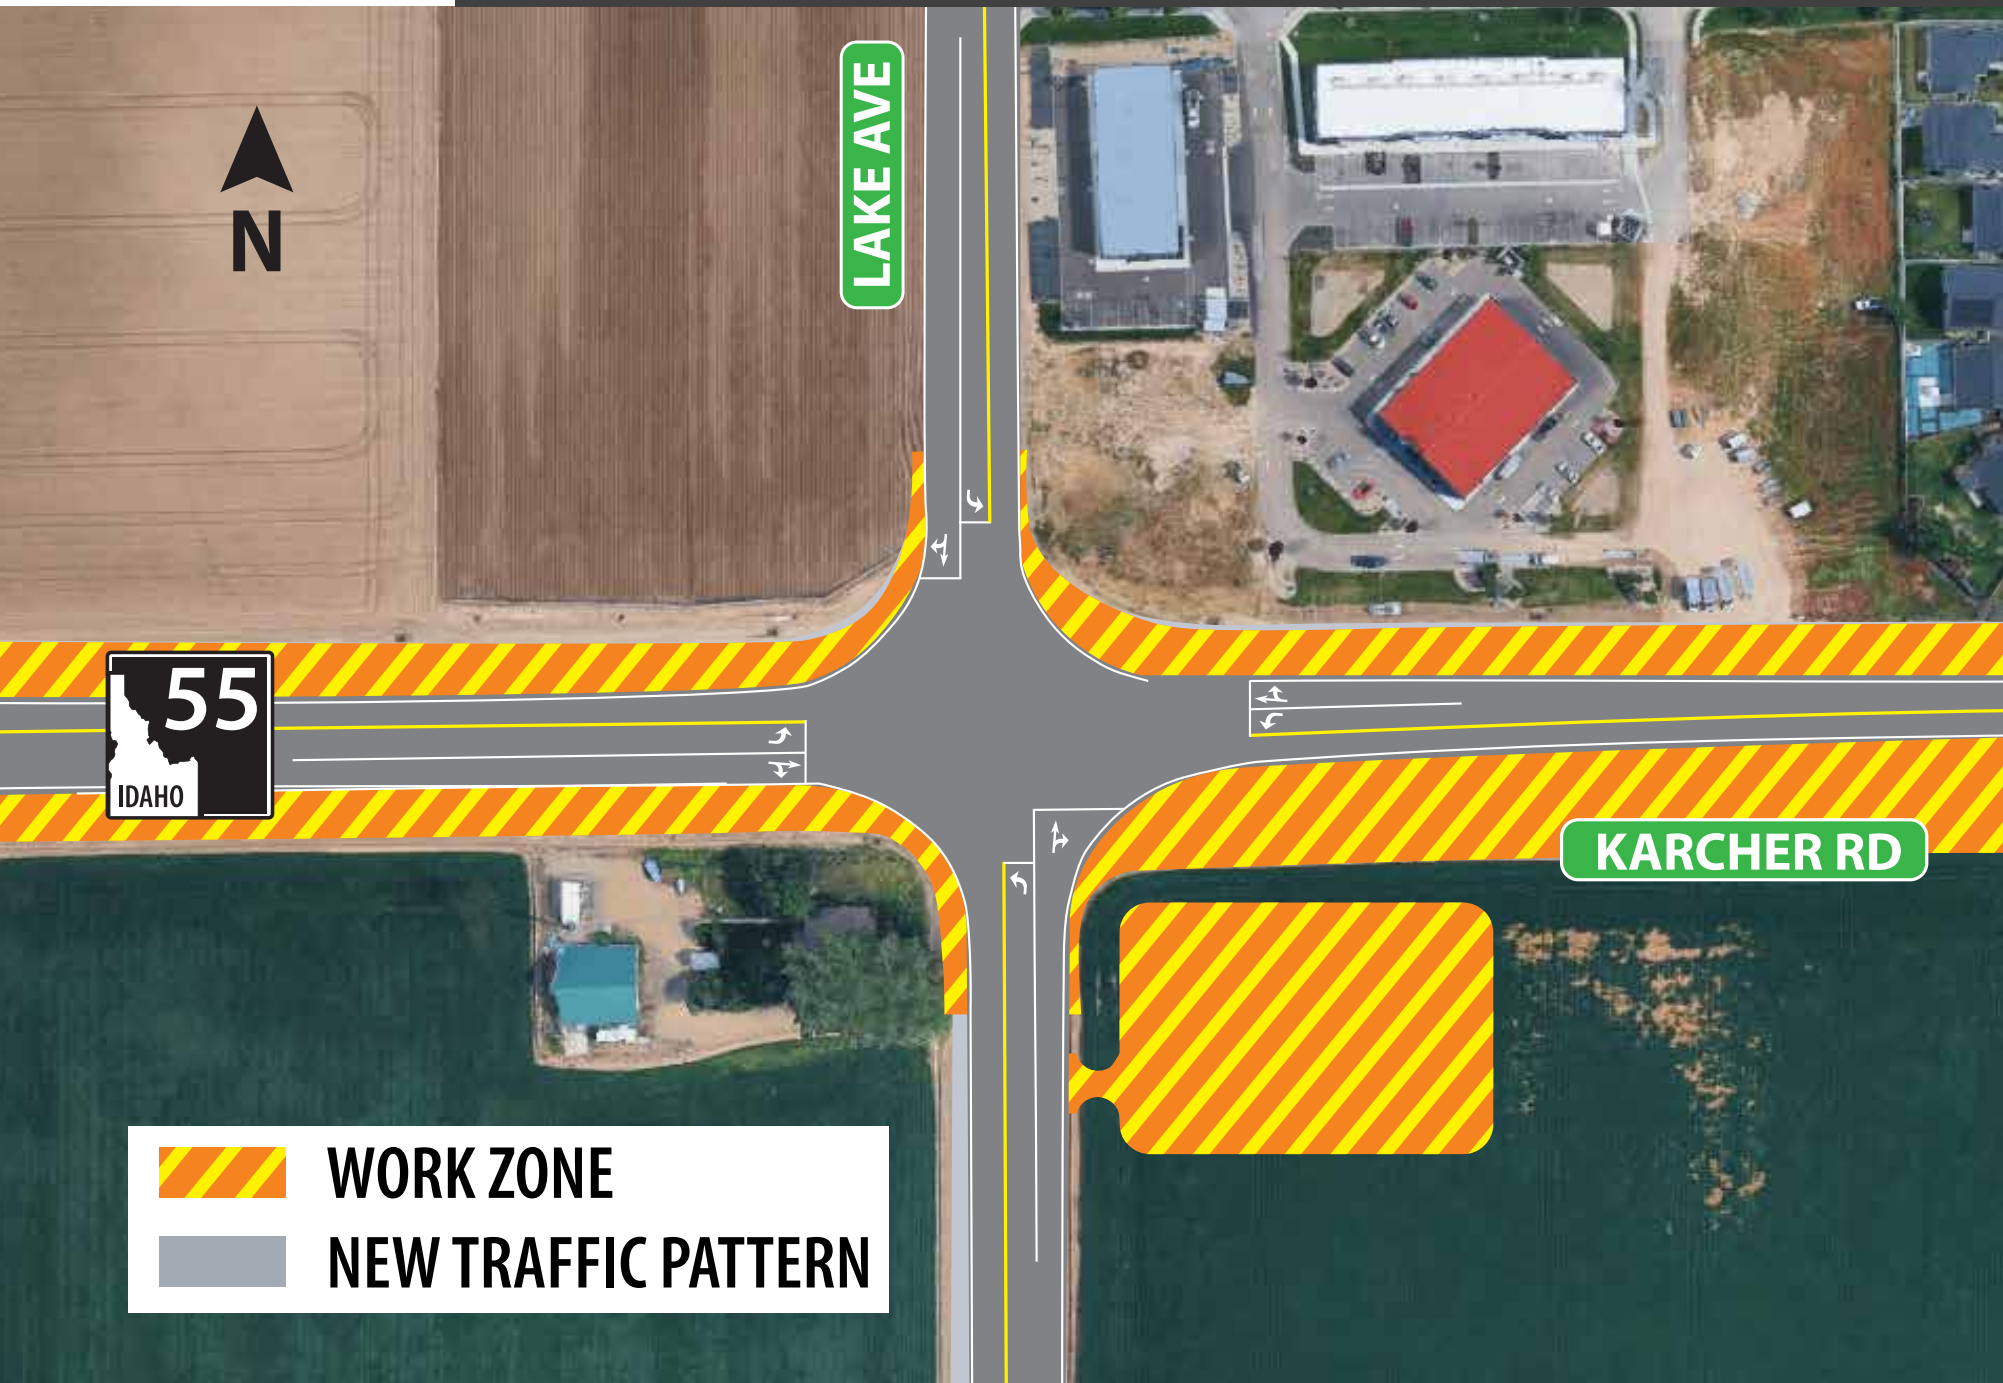 LAKE AVE
N
55
IDAHO
KARCHER RD
WORK ZONE
NEW TRAFFIC PATTERN